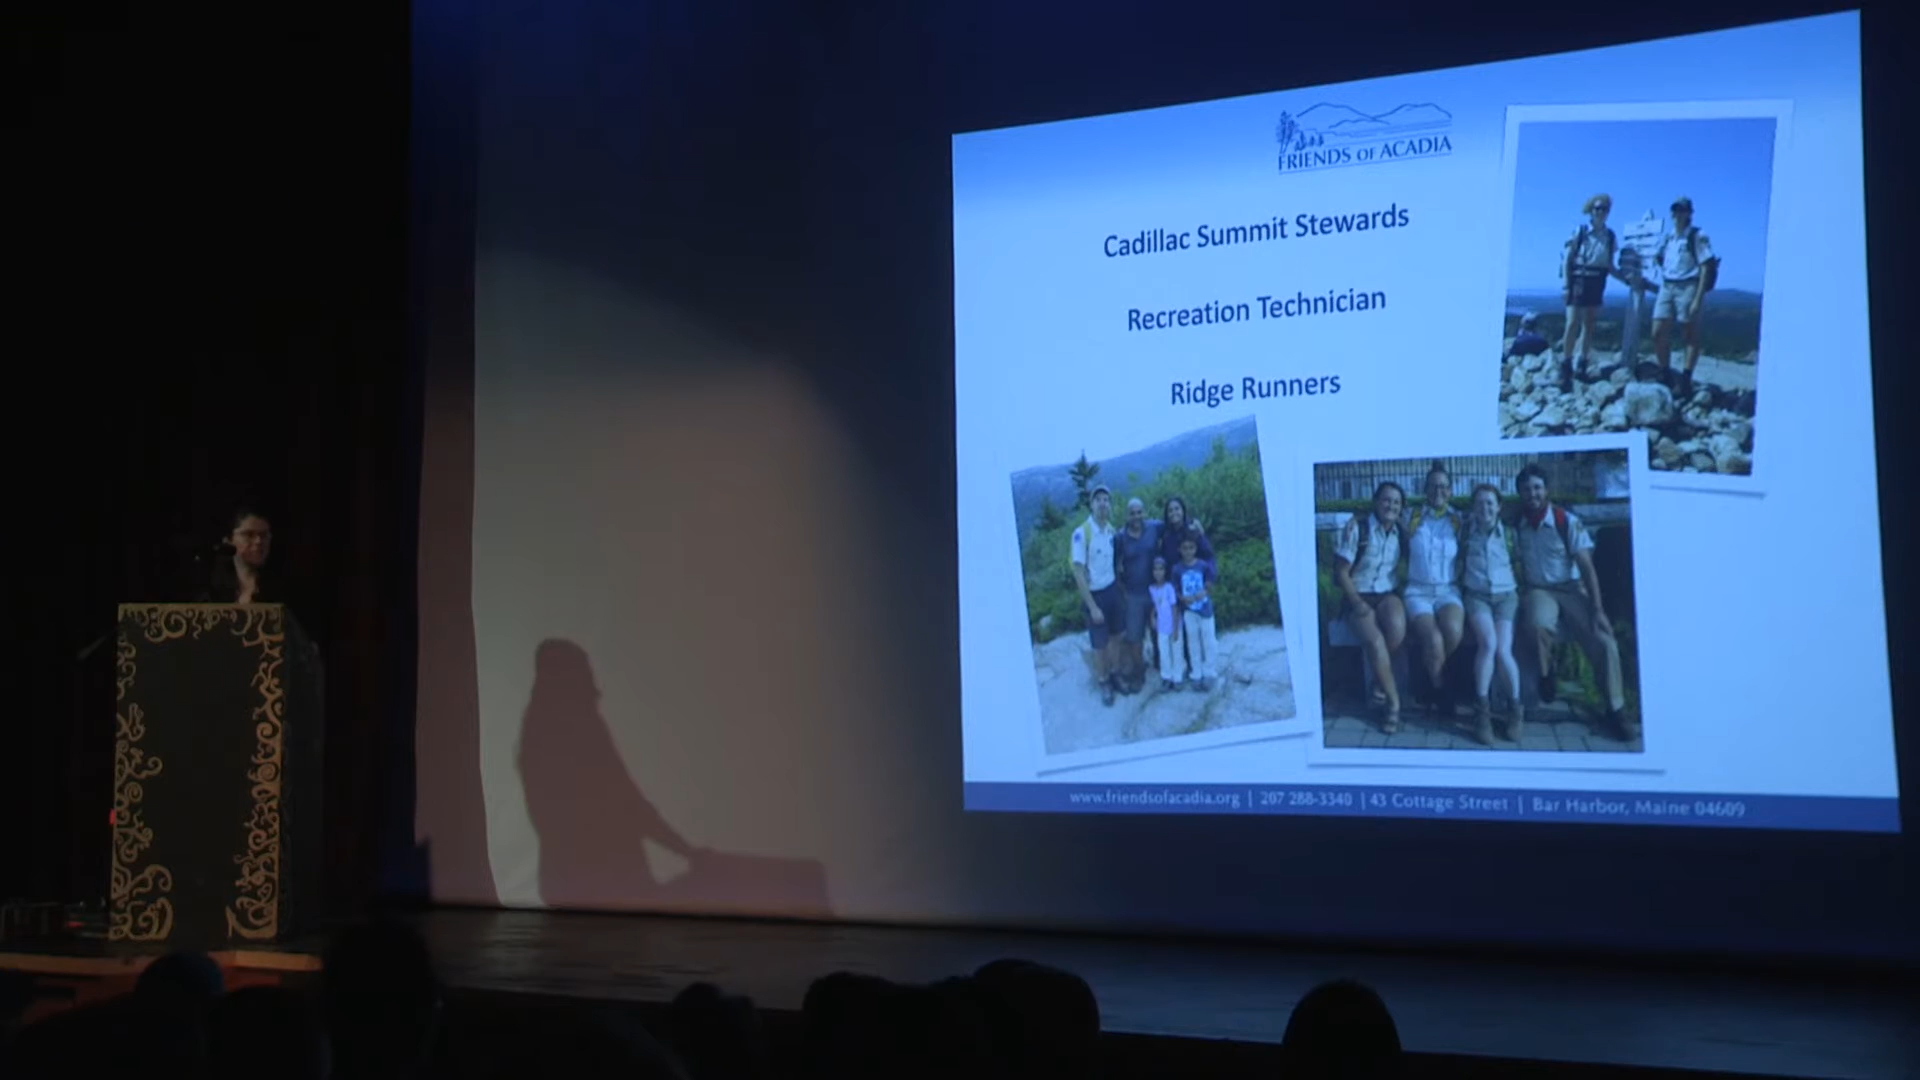 FRIENDS OF ACADIA
Cadillac Summit Stewards
Recreation Technician
Ridge Runners
www.friendsofacadia.org | 207 288-3340 | 43 Cottage Street | Bar Harbor, Maine 04609